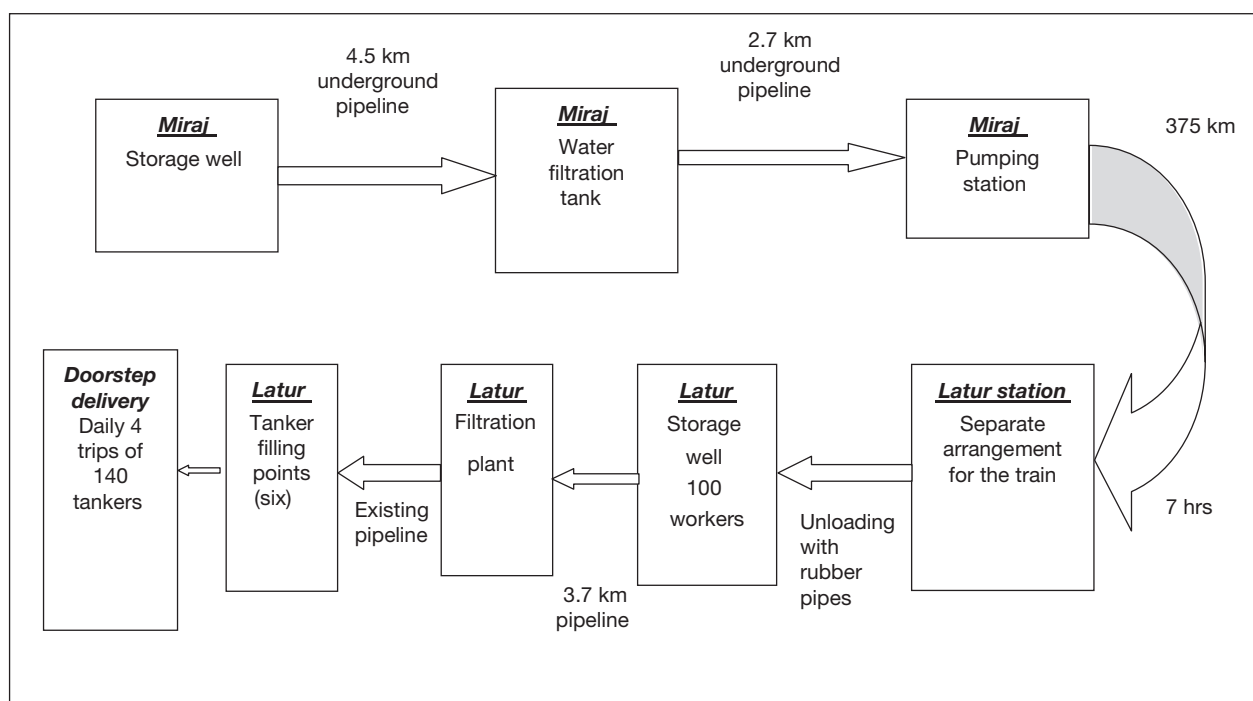 4.5 km
underground
pipeline
2.7 km
underground
pipeline
Miraj
Storage well
Miraj
Water
filtration
tank
Miraj
Pumping
station
375 km
Doorstep
delivery
Daily 4
trips of
140
tankers
Latur
Tanker
filling
points
(six)
Existing
pipeline
Latur
Filtration
plant
3.7 km
pipeline
Latur
Storage
well
100
workers
Unloading
with
rubber
pipes
Latur station
Separate
arrangement
for the train
7 hrs